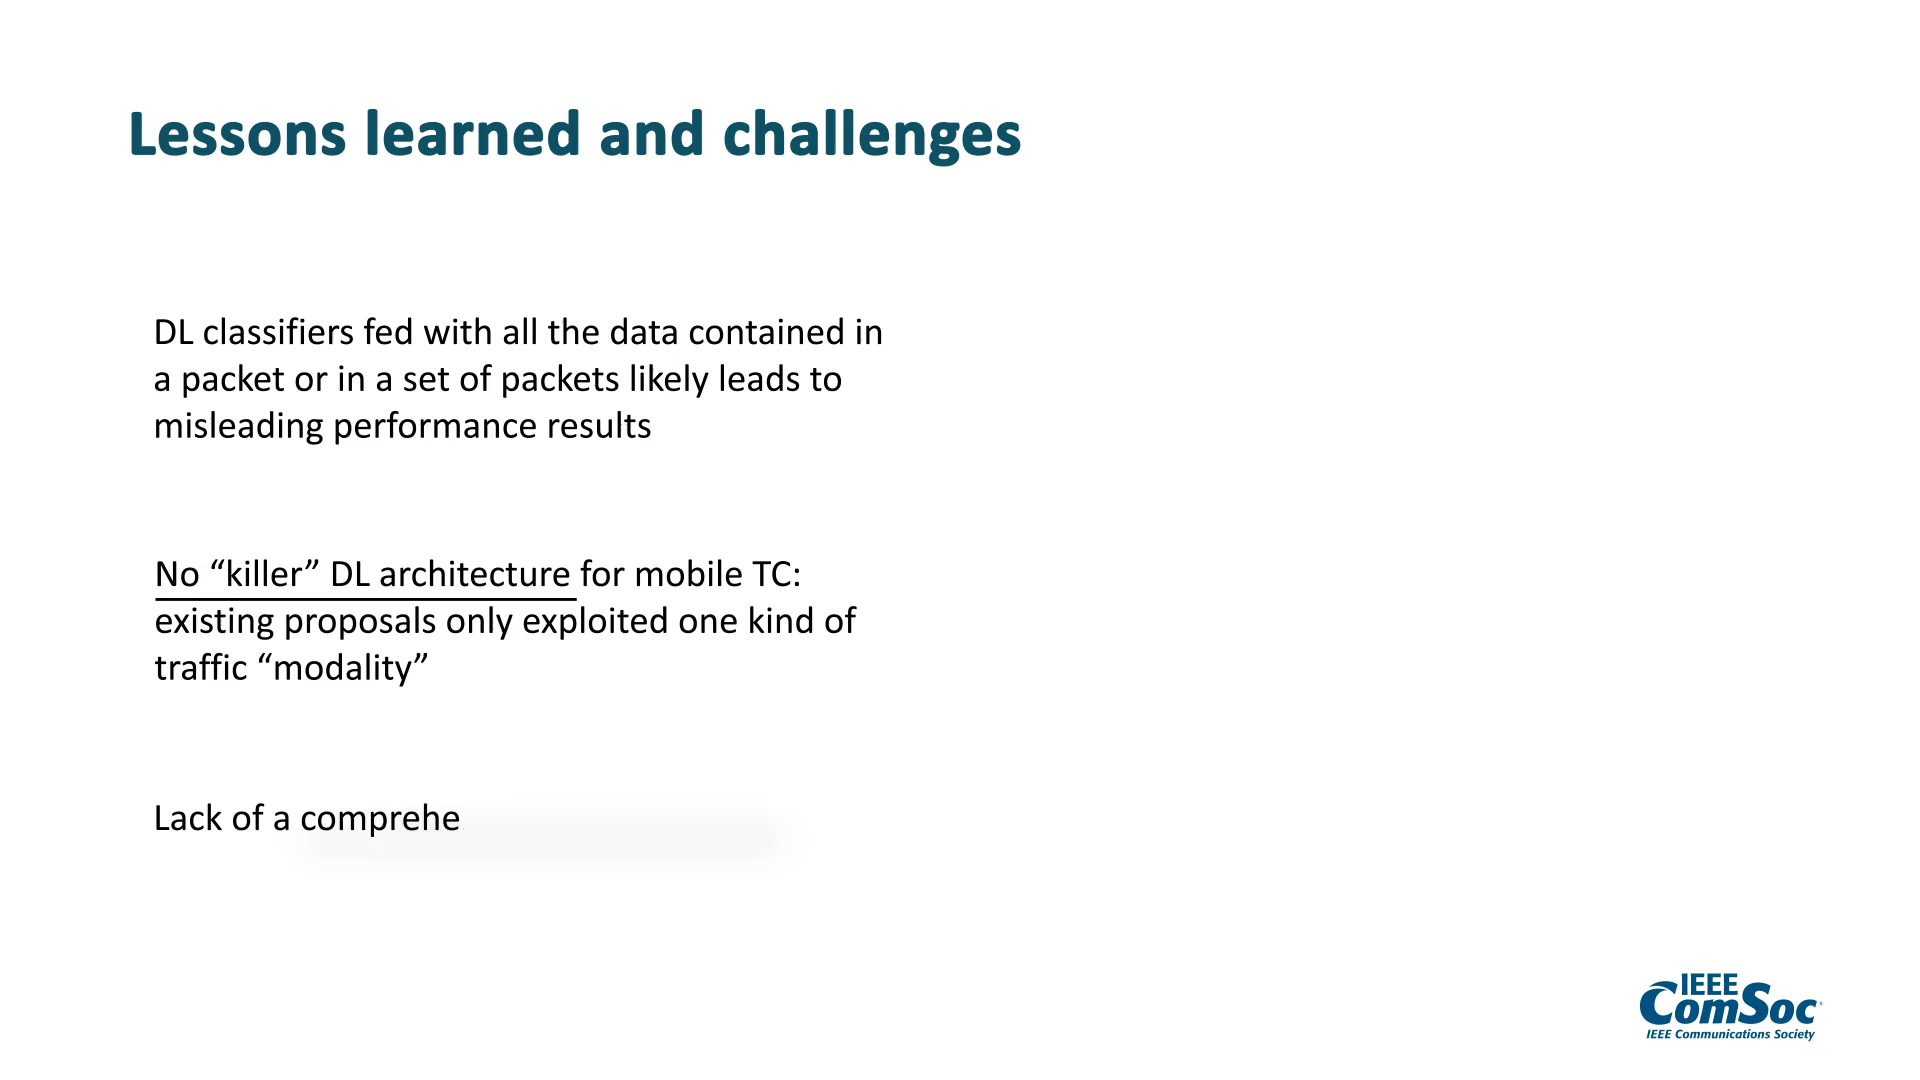 Lessons learned and challenges
DL classifiers fed with all the data contained in
a packet or in a set of packets likely leads to
misleading performance results
No “killer” DL architecture for mobile TC:
existing proposals only exploited one kind of
traffic “modality”
Lack of a comprehe
IEEE
ComSoc
IEEE Communications Society